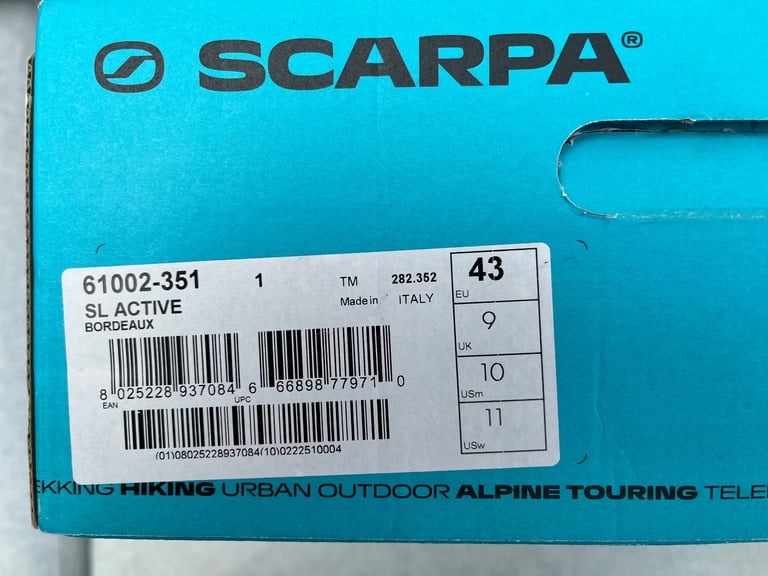 SCARPA®
61002-351 1 TM 282.352
SL ACTIVE Made in ITALY
BORDEAUX
43
EU
9
UK
10
USm
11
USw
8 025228 937084 6 66898 77971 0
EAN UPC
(01)08025228937084(10)0222510004
EKKING HIKING URBAN OUTDOOR ALPINE TOURING TELE